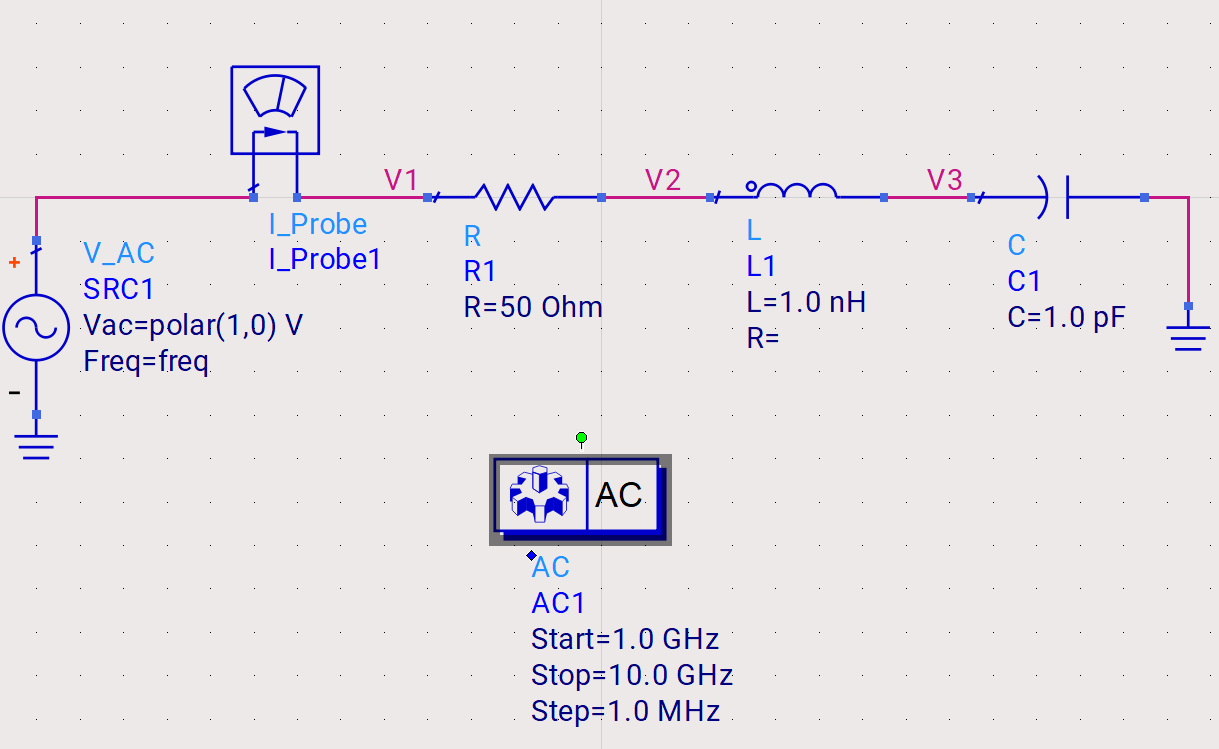 V1
V2
V3
I_Probe
I_Probe1
V_AC
SRC1
Vac=polar(1,0) V
Freq=freq
+
-
R
R1
R=50 Ohm
L
L1
L=1.0 nH
R=
C
C1
C=1.0 pF
AC
AC
AC1
Start=1.0 GHz
Stop=10.0 GHz
Step=1.0 MHz